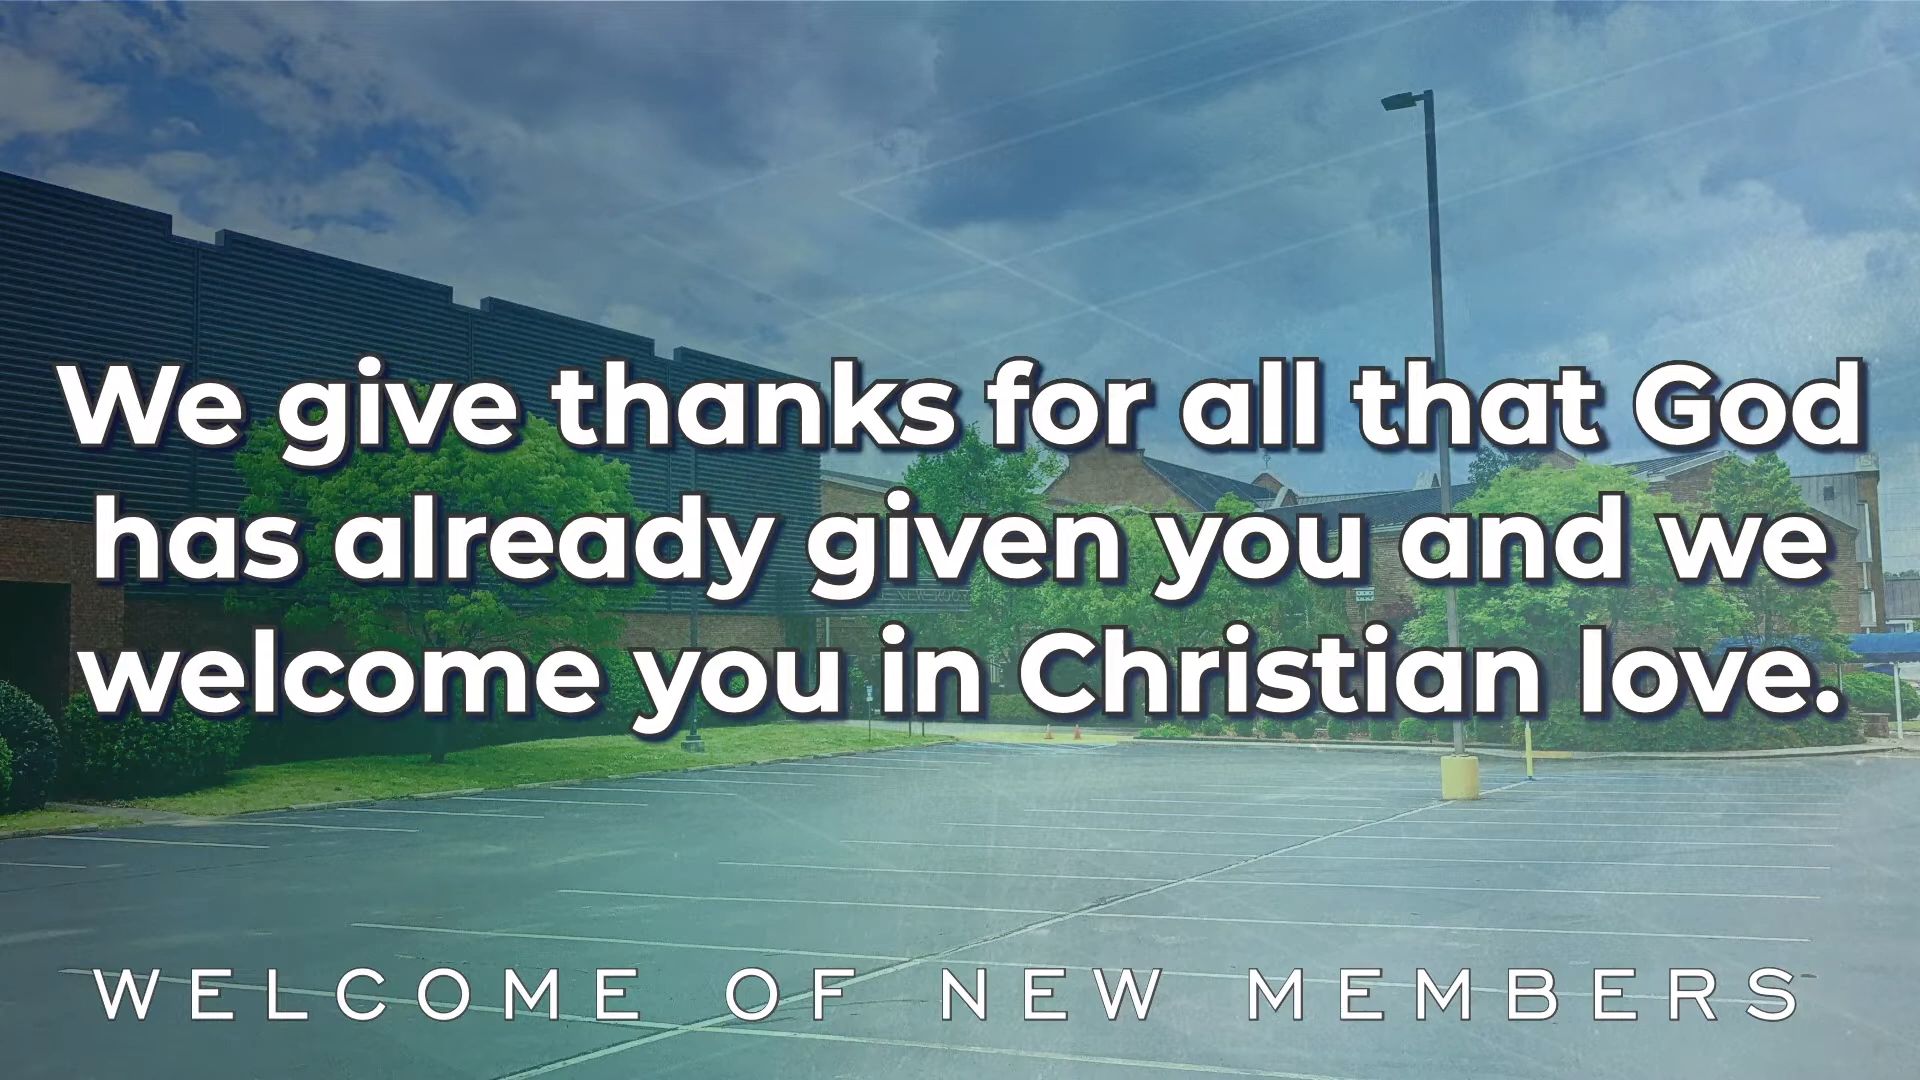 We give thanks for all that God
has already given you and we
welcome you in Christian love.
WELCOME OF NEW MEMBERS